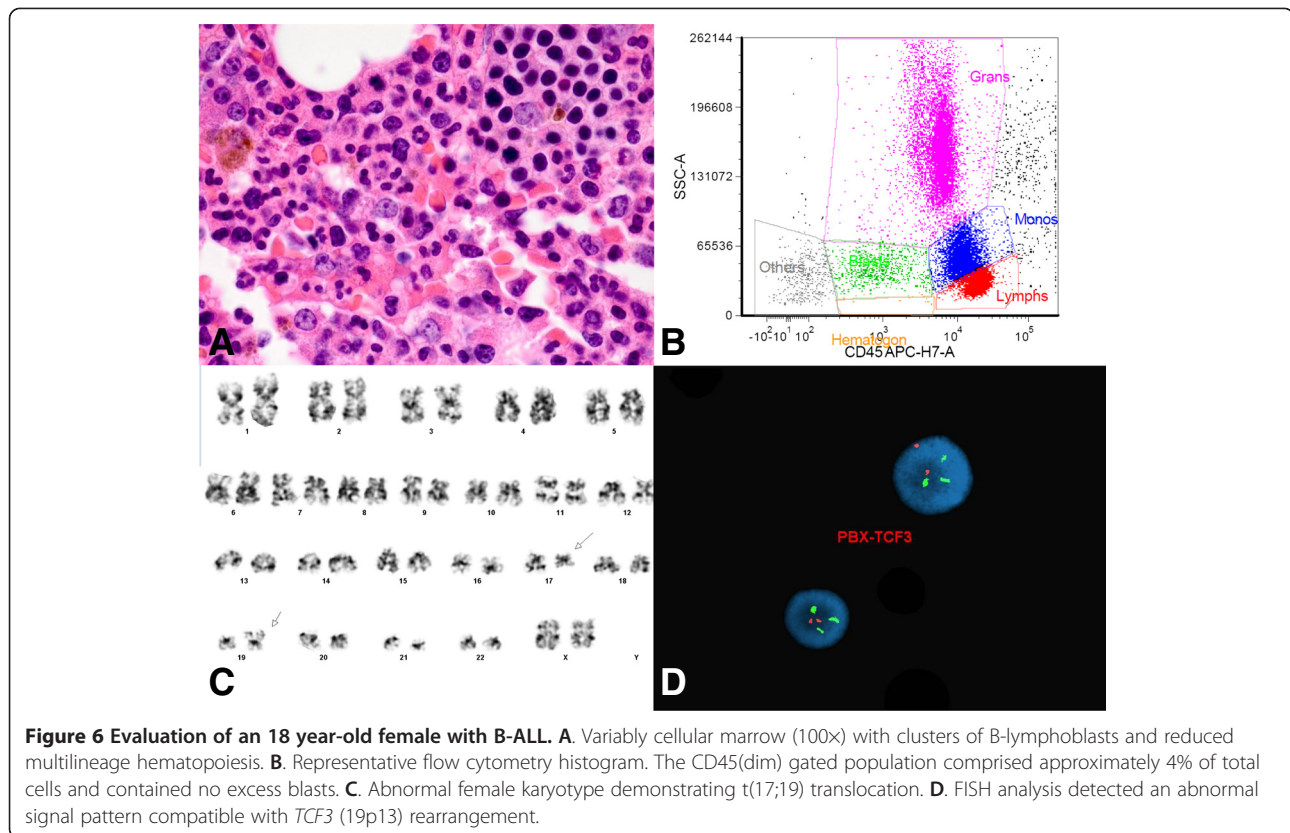 A
B
262144
196608
131072
65536
0
SSC-A
Grans
Monos
Others
Blasts
Lymphs
Hematogon
-10² -10¹ 10² 10³ 10⁴ 10⁵
CD45 APC-H7-A
1 2 3 4 5
6 7 8 9 10 11 12
13 14 15 16 17 18
19 20 21 22 X Y
C
PBX-TCF3
D
Figure 6 Evaluation of an 18 year-old female with B-ALL. A. Variably cellular marrow (100×) with clusters of B-lymphoblasts and reduced
multilineage hematopoiesis. B. Representative flow cytometry histogram. The CD45(dim) gated population comprised approximately 4% of total
cells and contained no excess blasts. C. Abnormal female karyotype demonstrating t(17;19) translocation. D. FISH analysis detected an abnormal
signal pattern compatible with TCF3 (19p13) rearrangement.